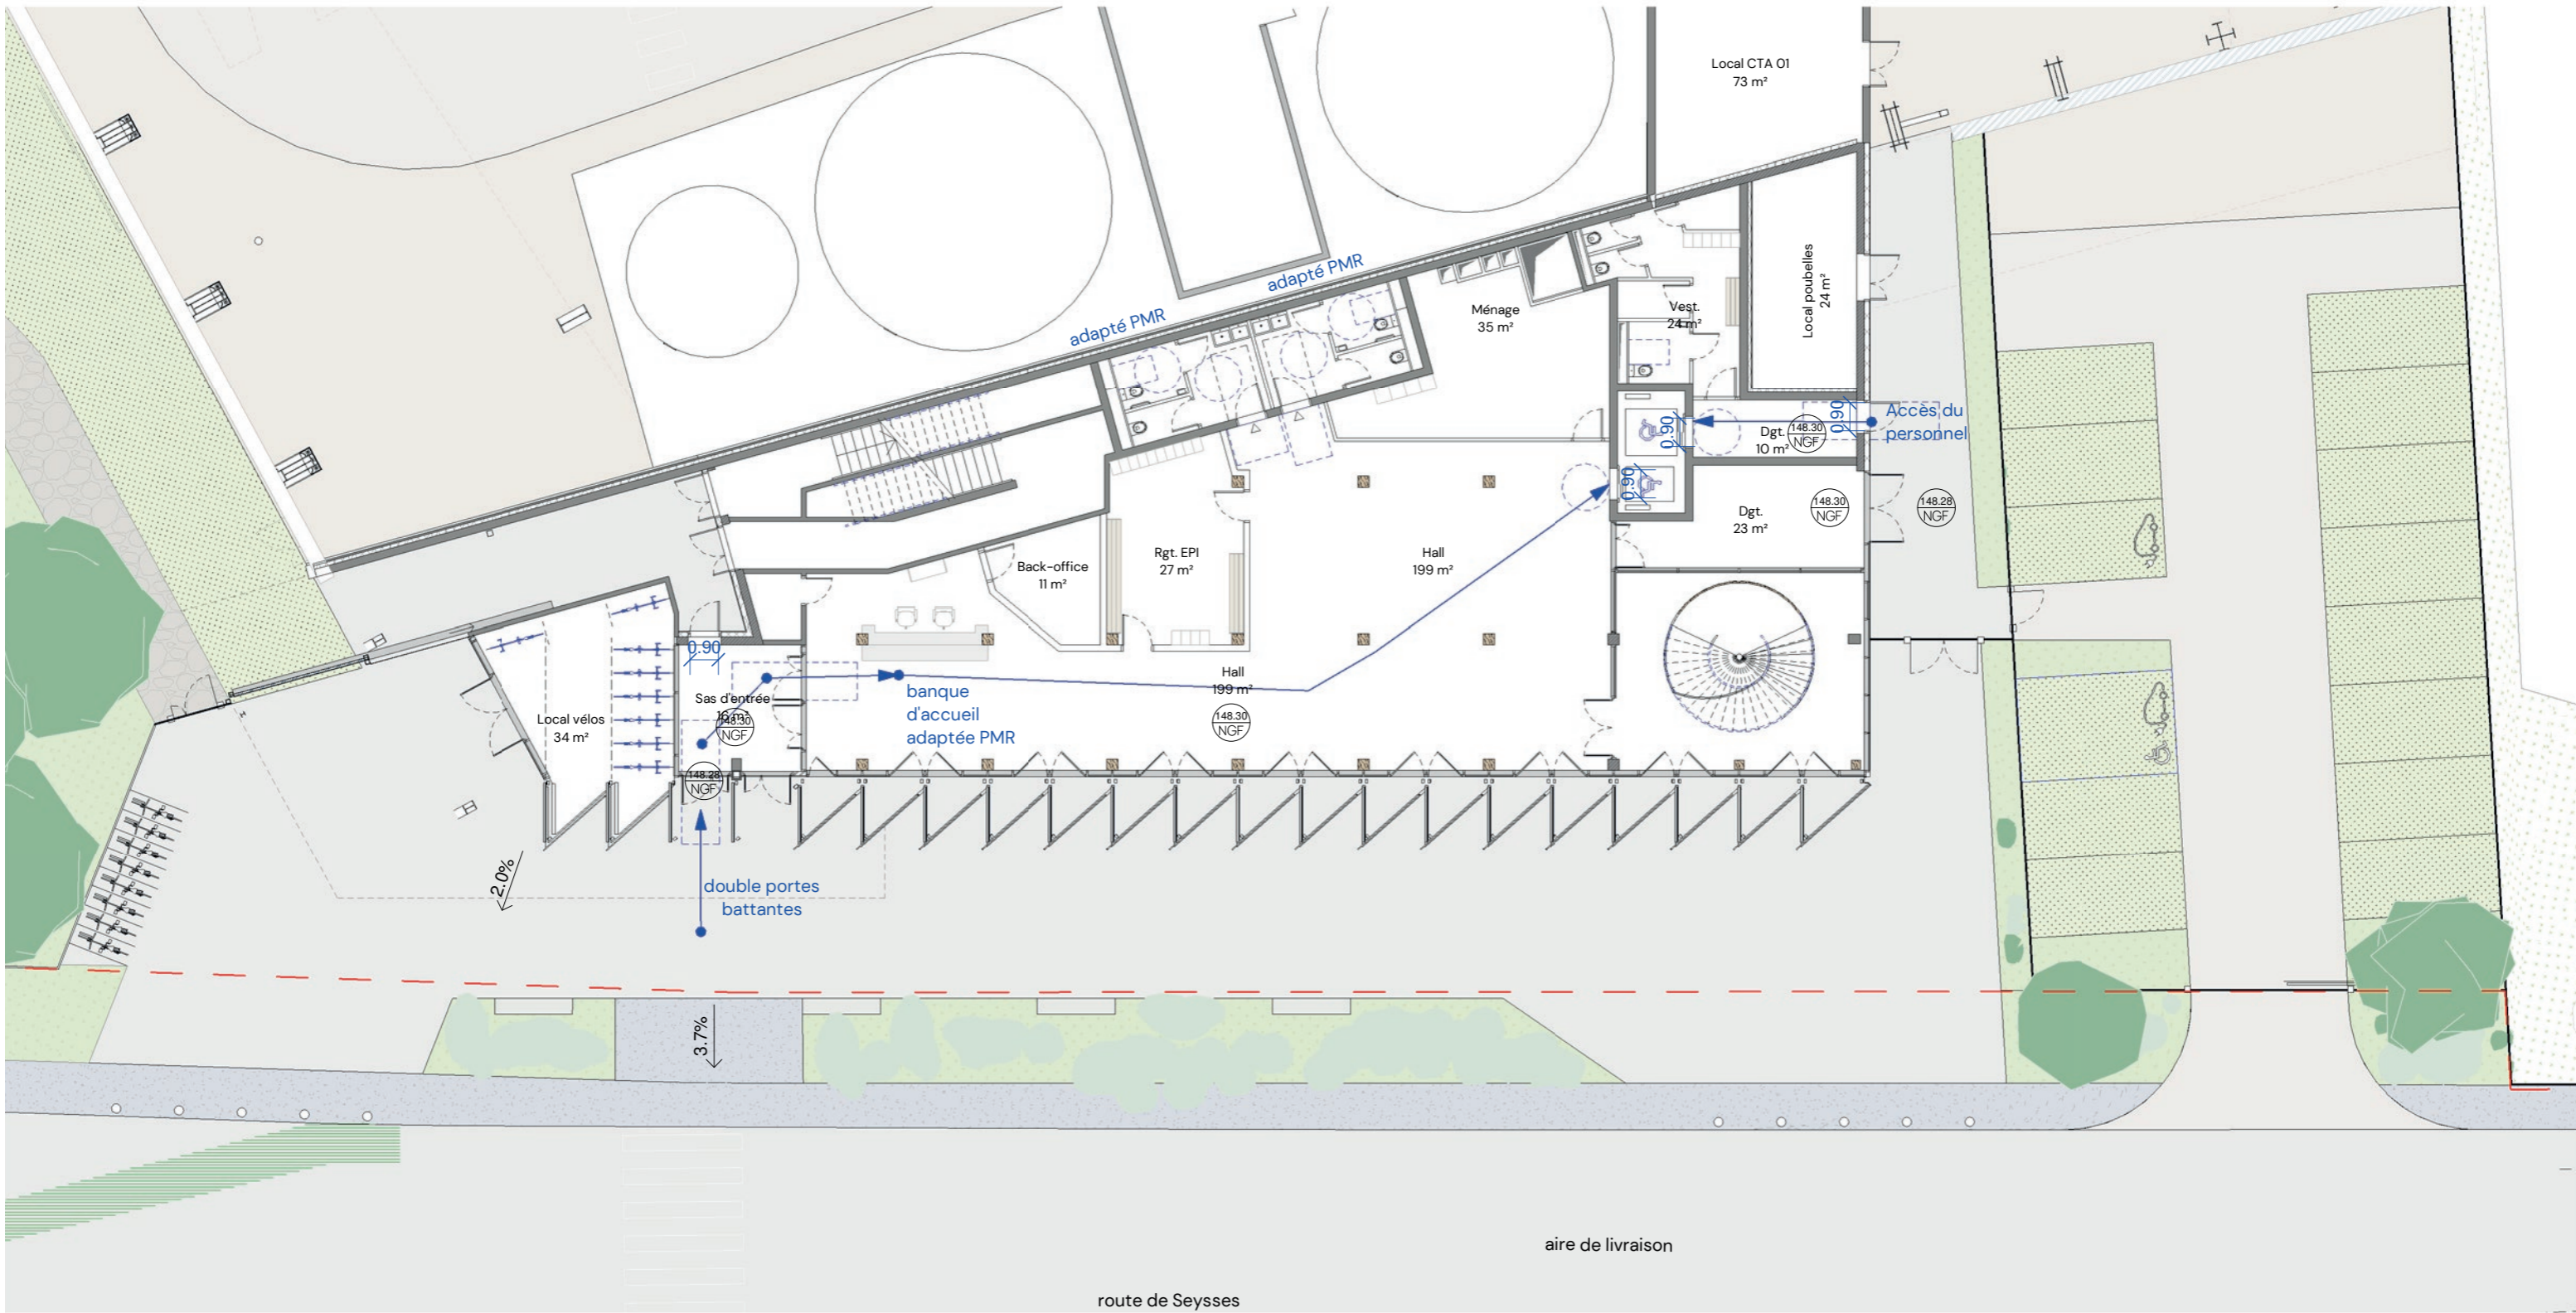 Local CTA 01
73 m²
adapté PMR
adapté PMR
Ménage
35 m²
Vest.
24 m²
Local poubelles
24 m²
0.90
0.90
0.90
Dgt.
10 m²
148.30
NGF
Accès du
personnel
Dgt.
23 m²
148.30
NGF
148.28
NGF
Back-office
11 m²
Rgt. EPI
27 m²
Hall
199 m²
0.90
Sas d'entrée
16 m²
148.30
NGF
banque
d'accueil
adaptée PMR
Hall
199 m²
148.30
NGF
Local vélos
34 m²
148.28
NGF
2.0%
double portes
battantes
3.7%
aire de livraison
route de Seysses